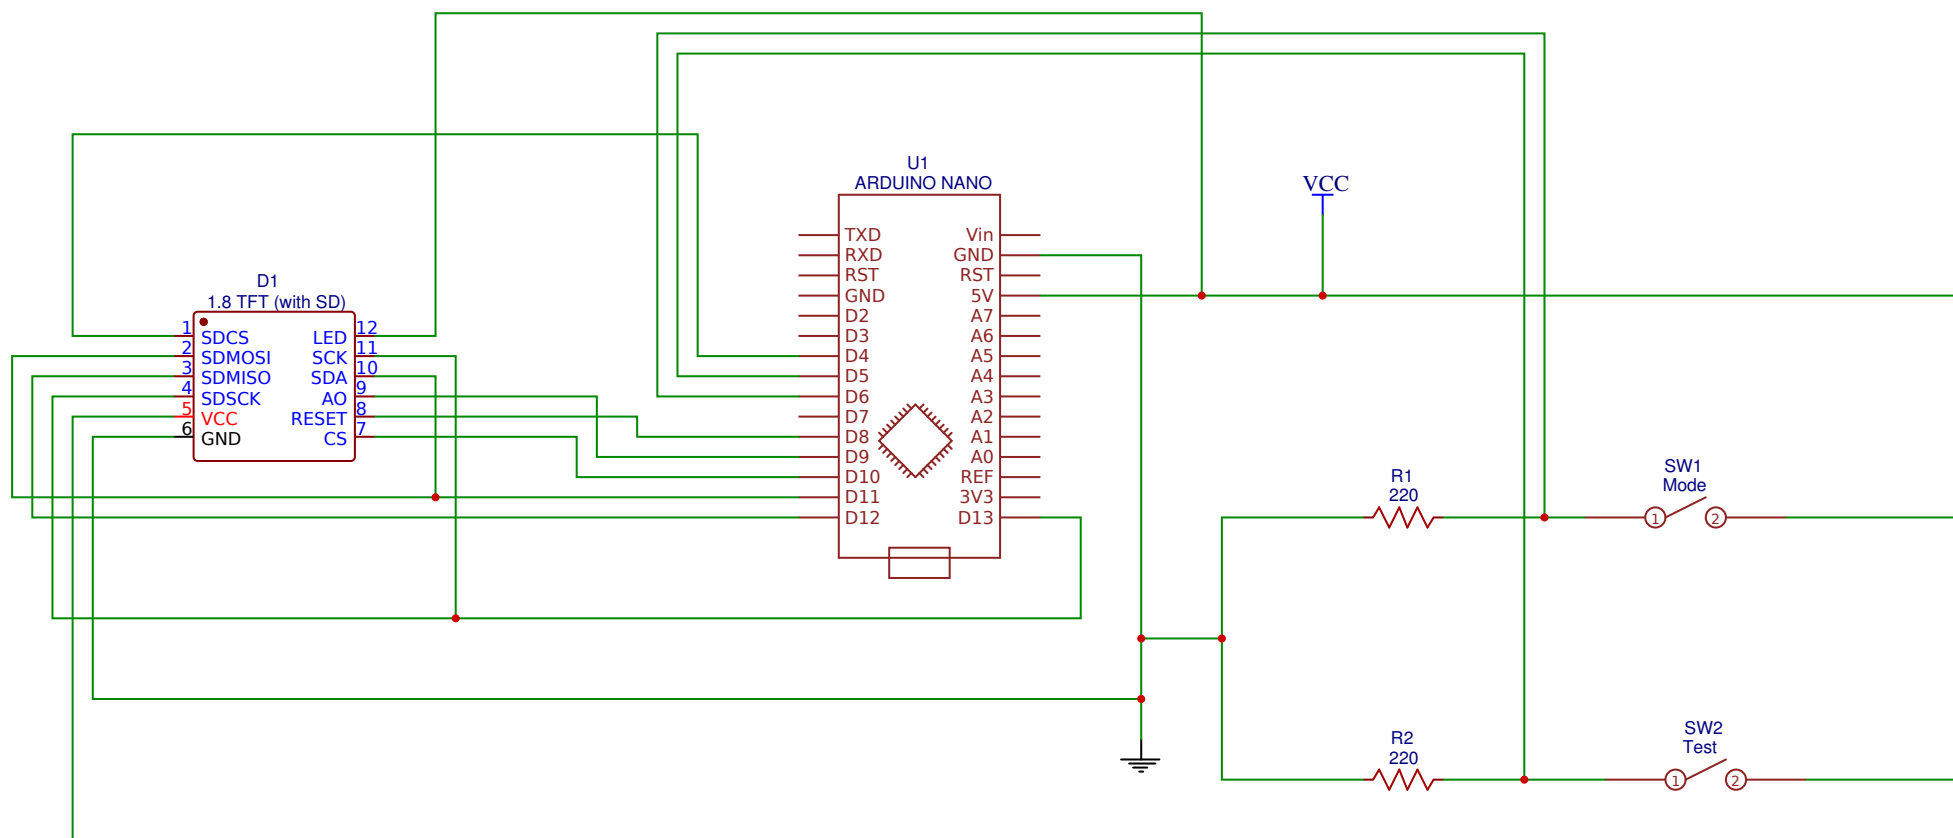 D1
1.8 TFT (with SD)
1 SDCS
2 SDMOSI
3 SDMISO
4 SDSCK
5 VCC
6 GND
LED 12
SCK 11
SDA 10
AO 9
RESET 8
CS 7
U1
ARDUINO NANO
TXD
RXD
RST
GND
D2
D3
D4
D5
D6
D7
D8
D9
D10
D11
D12
Vin
GND
RST
5V
A7
A6
A5
A4
A3
A2
A1
A0
REF
3V3
D13
VCC
R1
220
SW1
Mode
1 2
R2
220
SW2
Test
1 2